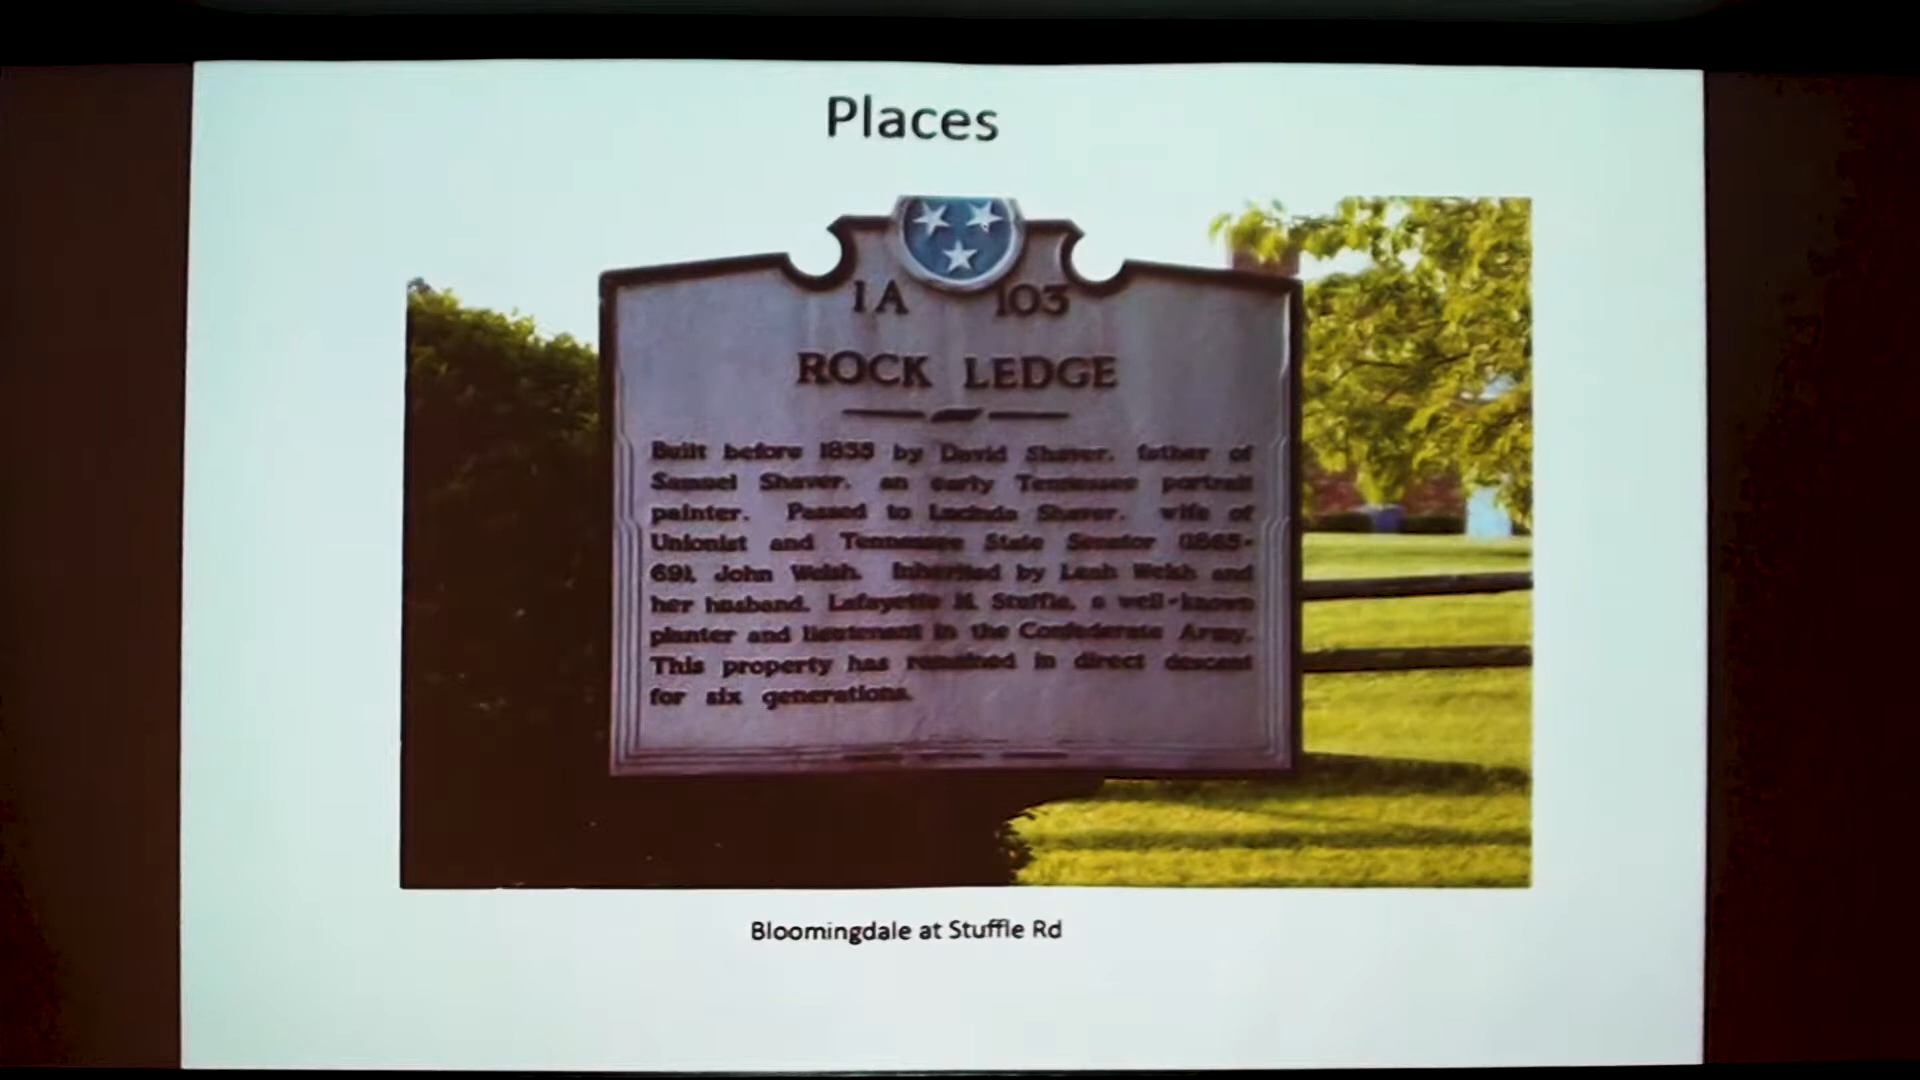 Places
1A 103
ROCK LEDGE
Built before 1855 by David Shaver, father of
Samuel Shaver, an early Tennessee portrait
painter. Passed to Lucinda Shaver, wife of
Unionist and Tennessee State Senator (1865-
69), John Welsh. Inherited by Leah Welsh and
her husband, Lafayette M. Stuffle, a well-known
planter and lieutenant in the Confederate Army.
This property has remained in direct descent
for six generations.
Bloomingdale at Stuffle Rd